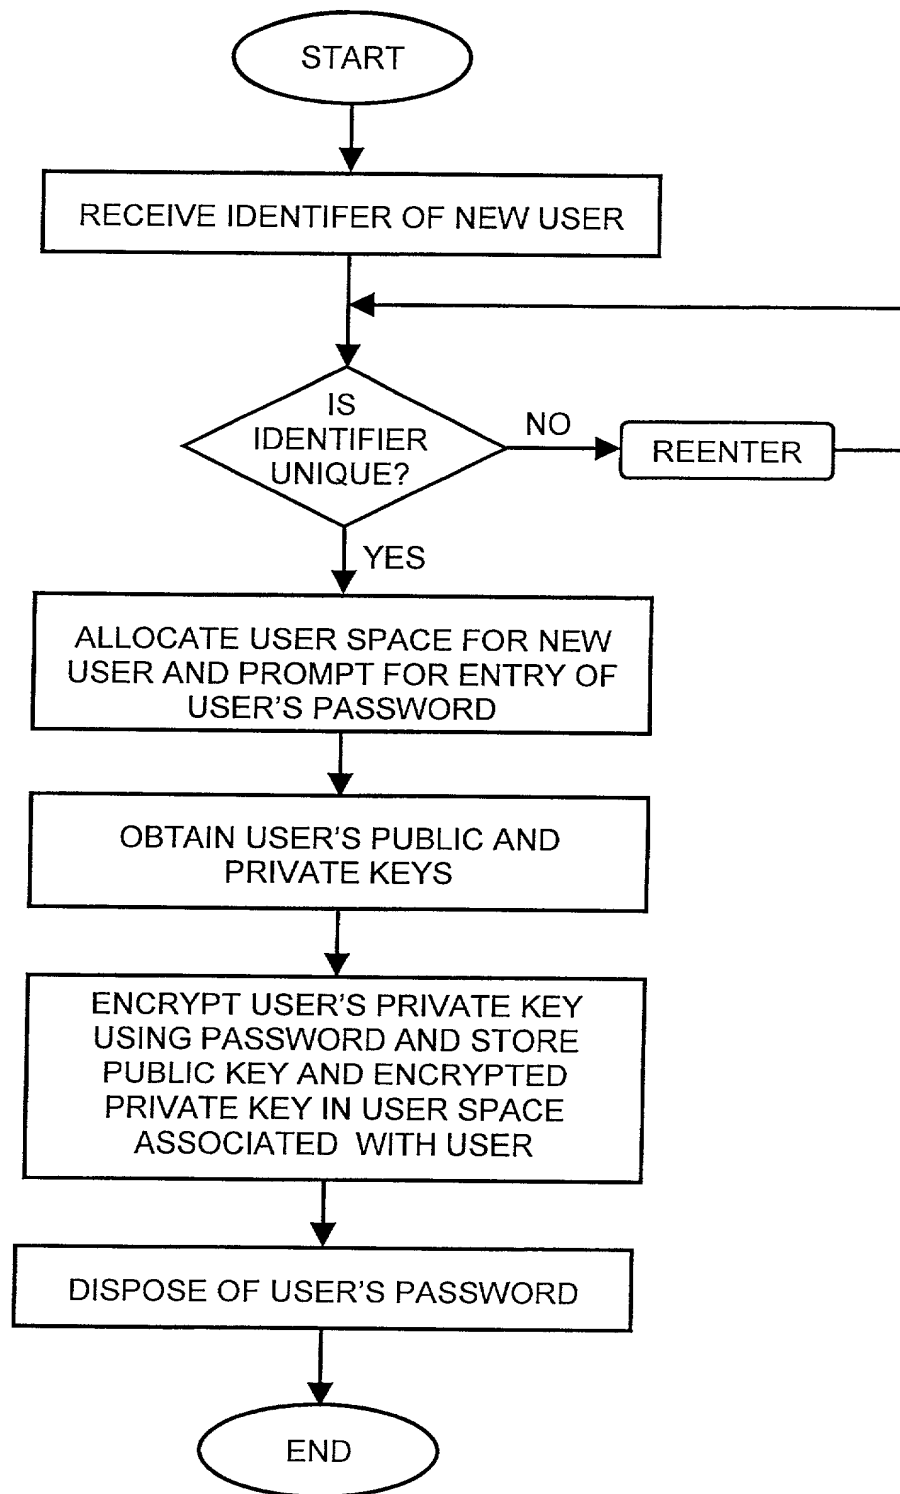 START
RECEIVE IDENTIFER OF NEW USER
IS
IDENTIFIER
UNIQUE?
NO
REENTER
YES
ALLOCATE USER SPACE FOR NEW
USER AND PROMPT FOR ENTRY OF
USER'S PASSWORD
OBTAIN USER'S PUBLIC AND
PRIVATE KEYS
ENCRYPT USER'S PRIVATE KEY
USING PASSWORD AND STORE
PUBLIC KEY AND ENCRYPTED
PRIVATE KEY IN USER SPACE
ASSOCIATED WITH USER
DISPOSE OF USER'S PASSWORD
END